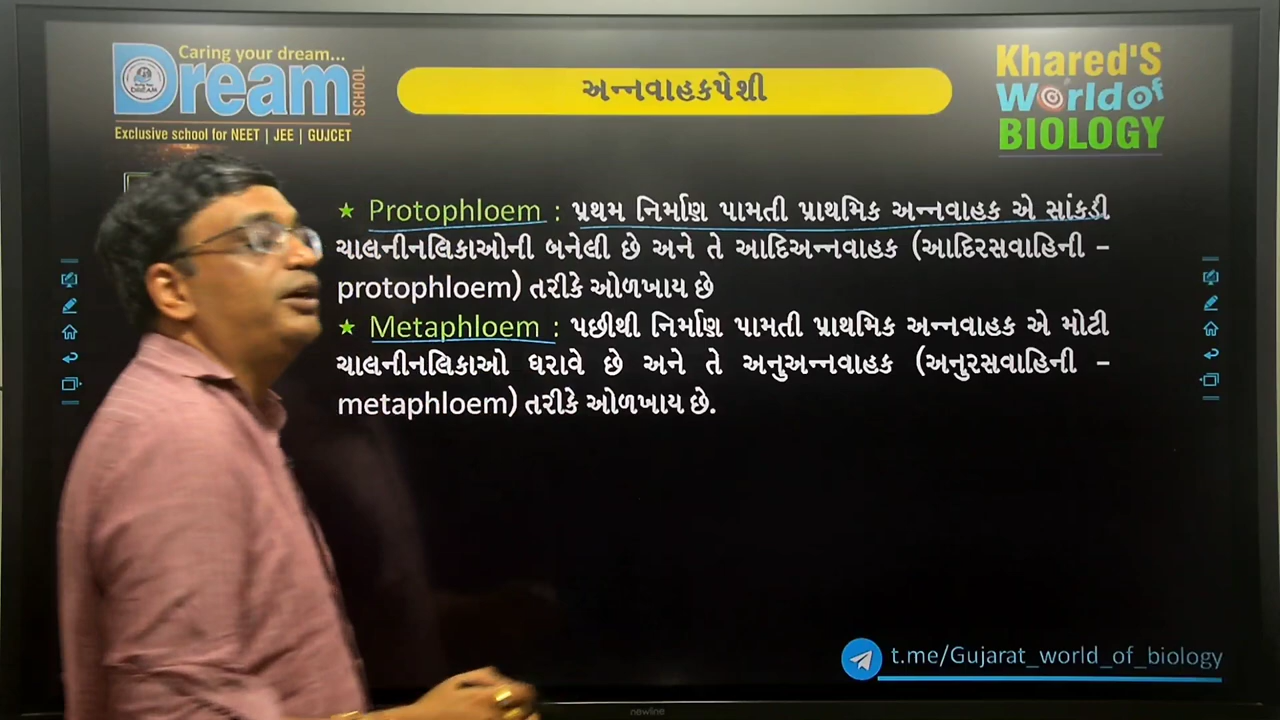 Caring your dream...
Dream SCHOOL
Exclusive school for NEET | JEE | GUJCET
અન્નવાહકપેશી
Khared'S
World of
BIOLOGY
★ Protophloem : પ્રથમ નિર્માણ પામતી પ્રાથમિક અન્નવાહક એ સાંકડી
ચાલનીનલિકાઓની બનેલી છે અને તે આદિઅન્નવાહક (આદિરસવાહિની –
protophloem) તરીકે ઓળખાય છે
★ Metaphloem : પછીથી નિર્માણ પામતી પ્રાથમિક અન્નવાહક એ મોટી
ચાલનીનલિકાઓ ધરાવે છે અને તે અનુઅન્નવાહક (અનુરસવાહિની –
metaphloem) તરીકે ઓળખાય છે.
t.me/Gujarat_world_of_biology
newline